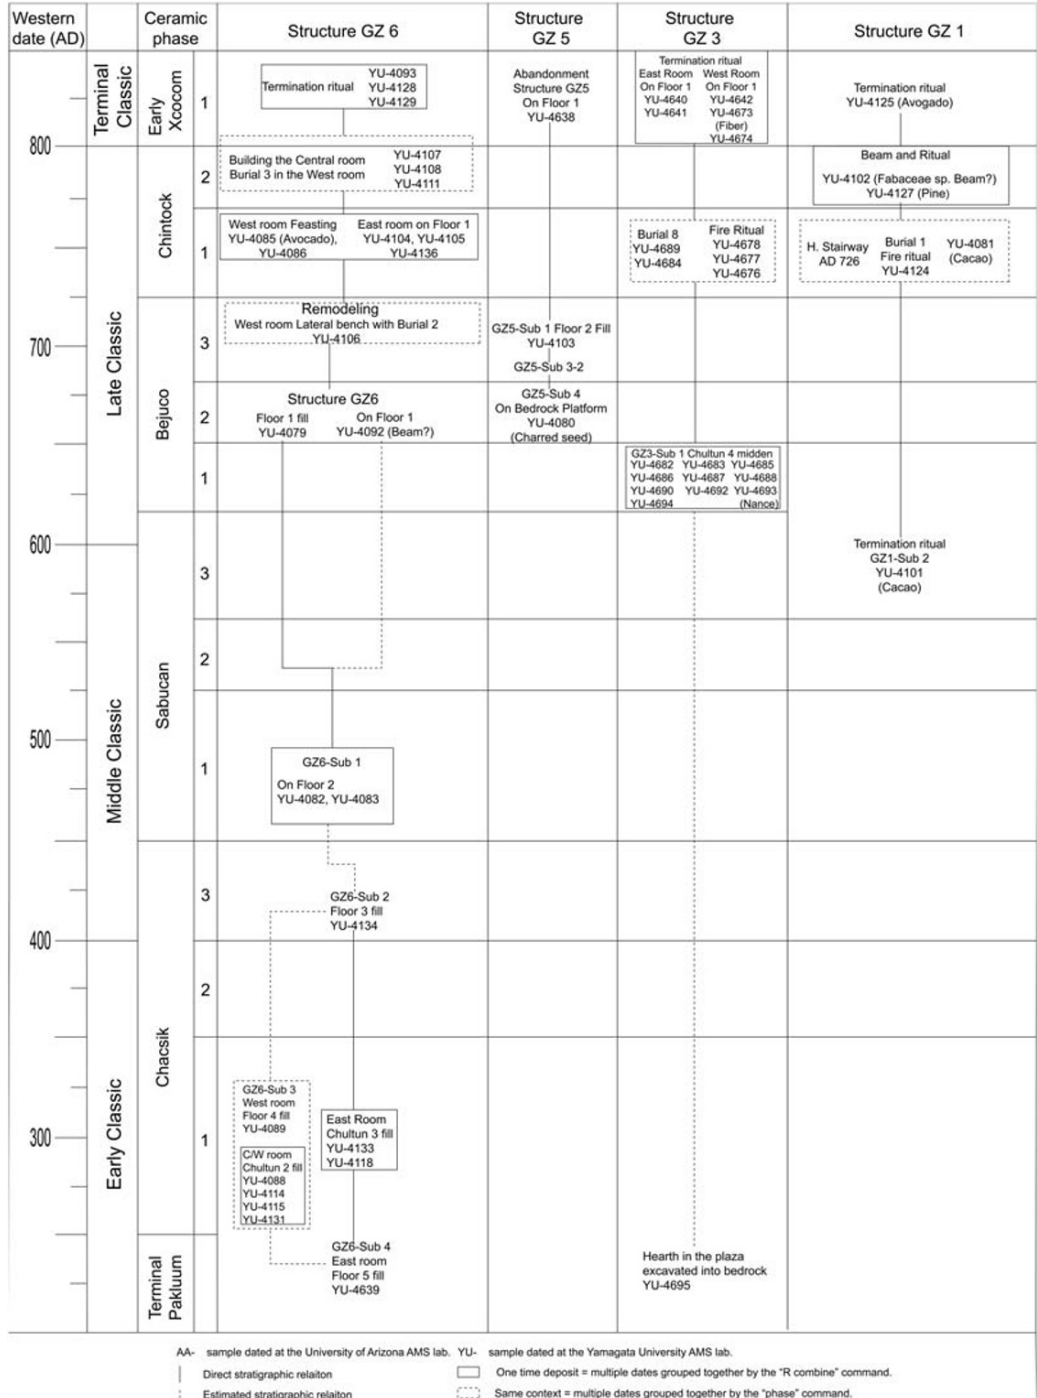 Western date (AD)
Ceramic phase
Structure GZ 6
Structure GZ 5
Structure GZ 3
Structure GZ 1
Terminal Classic
Early Xcocom
1
Termination ritual
YU-4093
YU-4128
YU-4129
Abandonment
Structure GZ5
On Floor 1
YU-4638
Termination ritual
East Room
On Floor 1
YU-4640
YU-4641
West Room
On Floor 1
YU-4642
YU-4673
(Fiber)
YU-4674
Termination ritual
YU-4125 (Avogado)
800
Late Classic
Chintock
2
Building the Central room
Burial 3 in the West room
YU-4107
YU-4108
YU-4111
Beam and Ritual
YU-4102 (Fabaceae sp. Beam?)
YU-4127 (Pine)
1
West room Feasting
YU-4085 (Avocado),
YU-4086
East room on Floor 1
YU-4104, YU-4105
YU-4136
Burial 8
YU-4689
YU-4684
Fire Ritual
YU-4678
YU-4677
YU-4676
H. Stairway
AD 726
Burial 1
Fire ritual
YU-4124
YU-4081
(Cacao)
700
Bejuco
3
Remodeling
West room Lateral bench with Burial 2
YU-4106
GZ5-Sub 1 Floor 2 Fill
YU-4103
GZ5-Sub 3-2
2
Structure GZ6
Floor 1 fill
YU-4079
On Floor 1
YU-4092 (Beam?)
GZ5-Sub 4
On Bedrock Platform
YU-4080
(Charred seed)
1
GZ3-Sub 1 Chultun 4 midden
YU-4682 YU-4683 YU-4685
YU-4686 YU-4687 YU-4688
YU-4690 YU-4692 YU-4693
YU-4694 (Nance)
600
Middle Classic
Sabucan
3
Termination ritual
GZ1-Sub 2
YU-4101
(Cacao)
2
500
1
GZ6-Sub 1
On Floor 2
YU-4082, YU-4083
Chacsik
3
GZ6-Sub 2
Floor 3 fill
YU-4134
400
Early Classic
2
300
1
GZ6-Sub 3
West room
Floor 4 fill
YU-4089
C/W room
Chultun 2 fill
YU-4088
YU-4114
YU-4115
YU-4131
East Room
Chultun 3 fill
YU-4133
YU-4118
Terminal Pakluum
GZ6-Sub 4
East room
Floor 5 fill
YU-4639
Hearth in the plaza
excavated into bedrock
YU-4695
AA- sample dated at the University of Arizona AMS lab. YU- sample dated at the Yamagata University AMS lab.
Direct stratigraphic relaiton
One time deposit = multiple dates grouped together by the “R combine” command.
Estimated stratigraphic relaiton
Same context = multiple dates grouped together by the “phase” command.